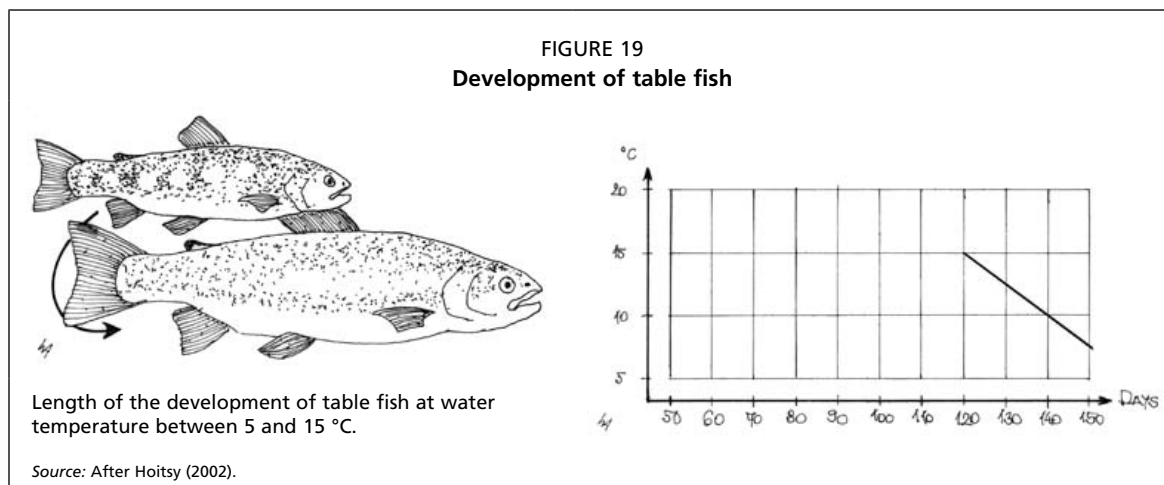 FIGURE 19
Development of table fish
Length of the development of table fish at water
temperature between 5 and 15 °C.
Source: After Hoitsy (2002).
°C
20
15
10
5
50 60 70 80 90 100 110 120 130 140 150
DAYS